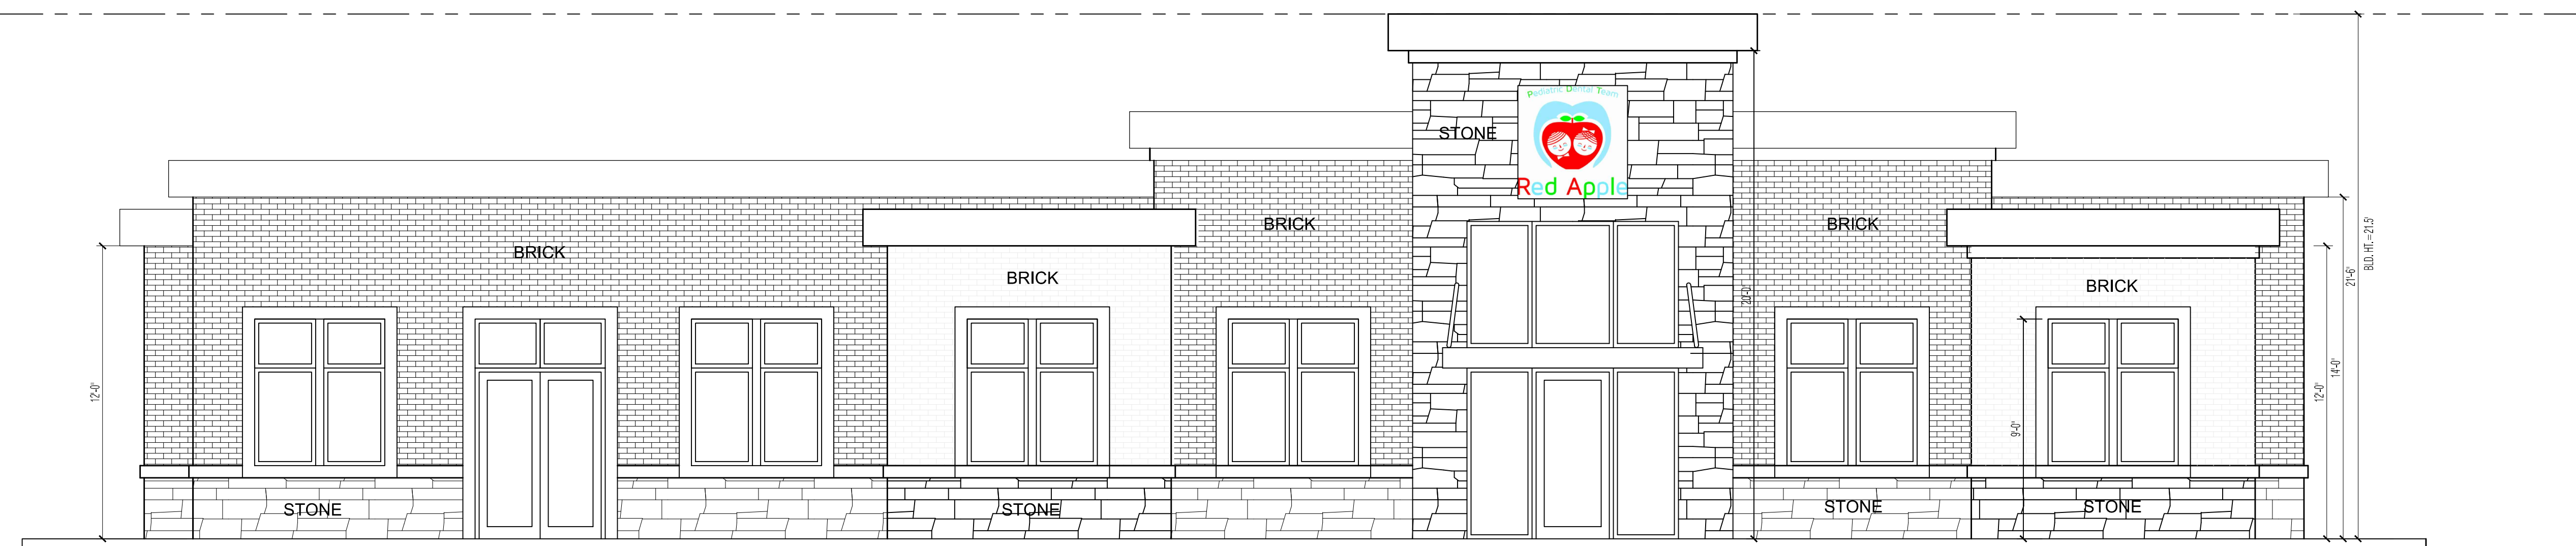 Pediatric Dental Team
STONE
Red Apple
BRICK
BRICK
BRICK
BRICK
BRICK
BLD. HT. = 21.5'
21'-6"
20'-0"
14'-0"
12'-0"
12'-0"
9'-0"
STONE
STONE
STONE
STONE